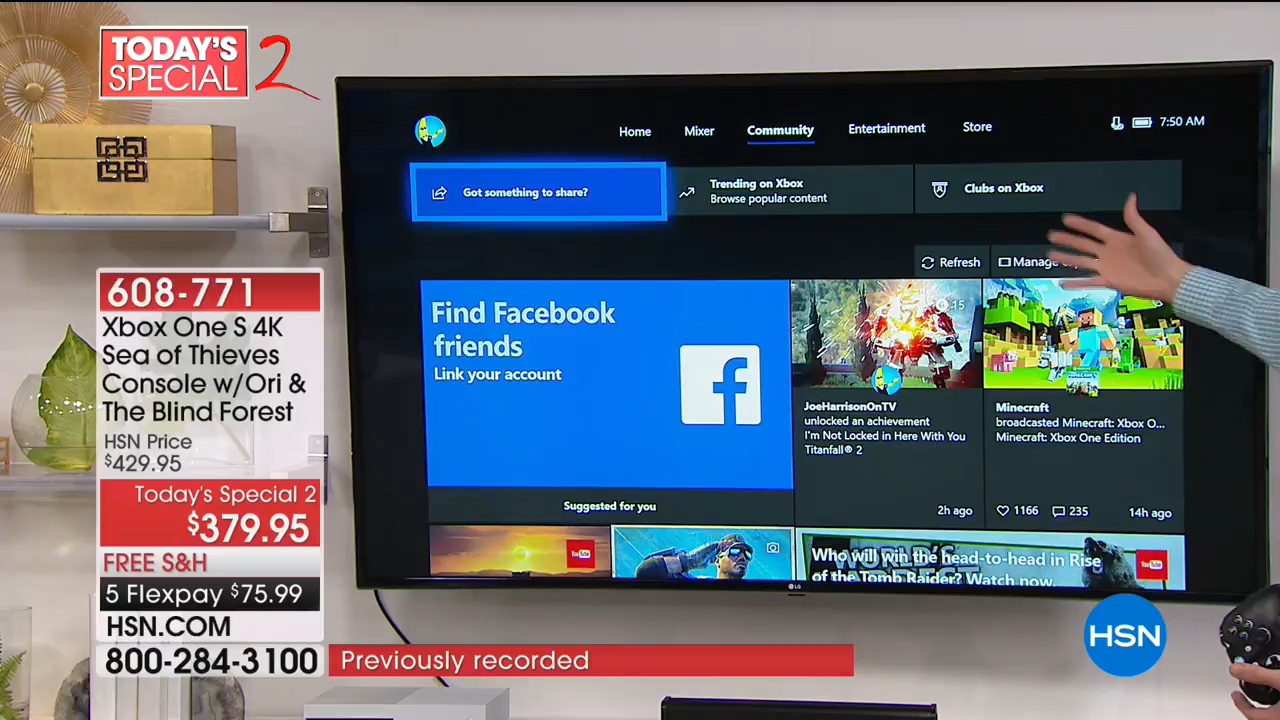 TODAY'S
SPECIAL 2
Home
Mixer
Community
Entertainment
Store
7:50 AM
Got something to share?
Trending on Xbox
Browse popular content
Clubs on Xbox
Refresh
Manage
Find Facebook
friends
Link your account
15
JoeHarrisonOnTV
unlocked an achievement
I'm Not Locked in Here With You
Titanfall® 2
2h ago
Minecraft
broadcasted Minecraft: Xbox O...
Minecraft: Xbox One Edition
1166
235
14h ago
Suggested for you
YouTube
Who will win the head-to-head in Rise
of the Tomb Raider? Watch now.
YouTube
LG
608-771
Xbox One S 4K
Sea of Thieves
Console w/Ori &
The Blind Forest
HSN Price
$429.95
Today's Special 2
$379.95
FREE S&H
5 Flexpay $75.99
HSN.COM
800-284-3100
Previously recorded
HSN